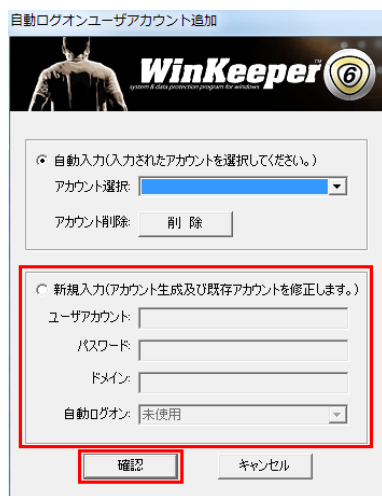 自動ログオンユーザアカウント追加
WinKeeper 6
system & data protection program for windows
自動入力(入力されたアカウントを選択してください。)
アカウント選択:
アカウント削除: 削 除
新規入力(アカウント生成及び既存アカウントを修正します。)
ユーザアカウント:
パスワード:
ドメイン:
自動ログオン: 未使用
確認 キャンセル